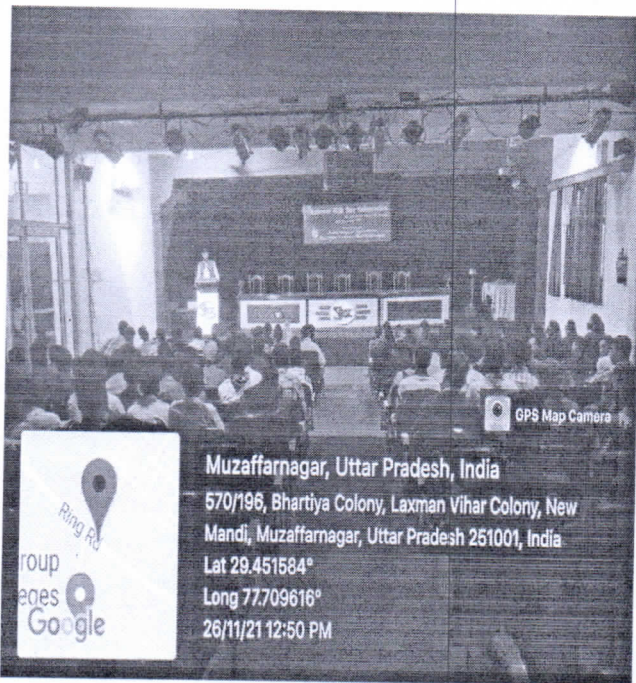 GPS Map Camera
Muzaffarnagar, Uttar Pradesh, India
570/196, Bhartiya Colony, Laxman Vihar Colony, New
Mandi, Muzaffarnagar, Uttar Pradesh 251001, India
Lat 29.451584°
Long 77.709616°
26/11/21 12:50 PM
Ring Rd
roup
eges
Google